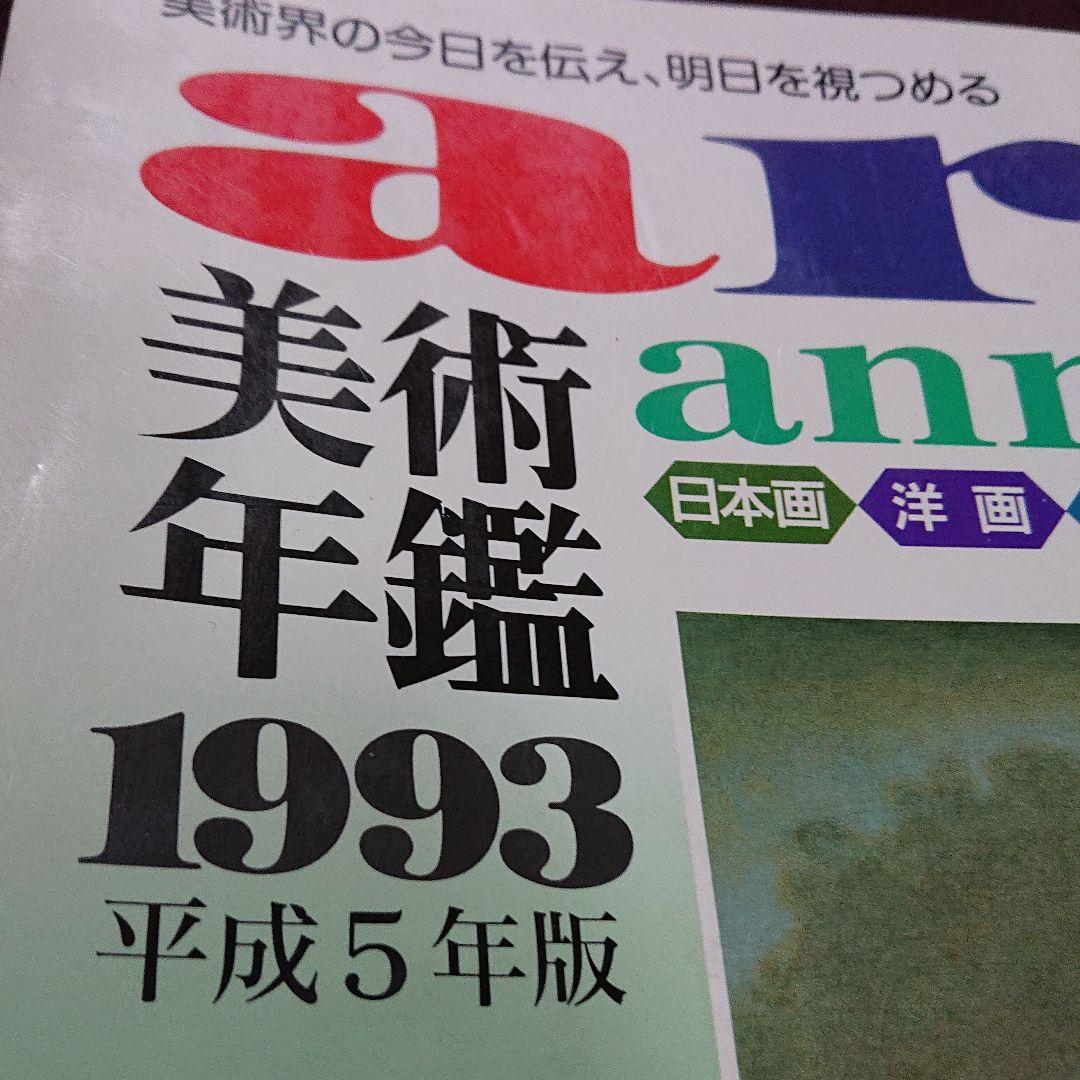 美術界の今日を伝え、明日を視つめる
ar
ann
美術
年鑑
日本画 洋画
1993
平成5年版